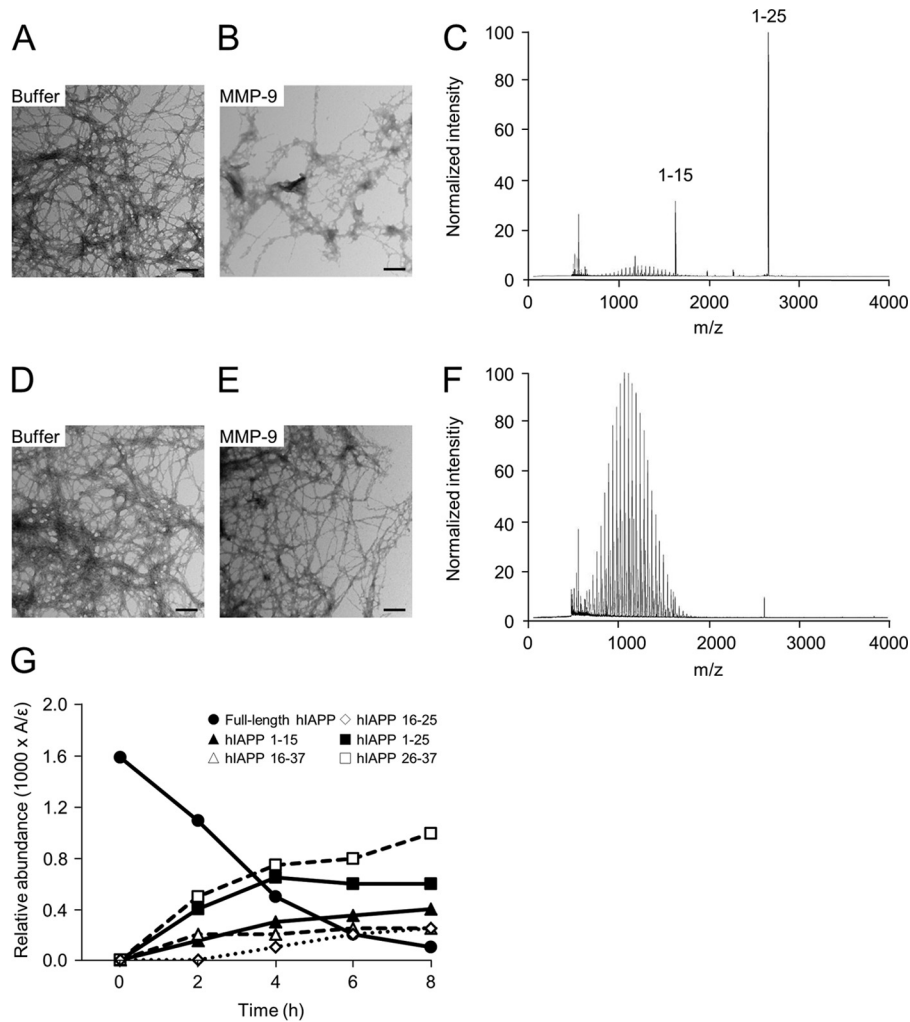 A
B
C
Buffer
MMP-9
1-25
1-15
Normalized intensity
100
80
100
60
40
20
0
0
1000
2000
3000
4000
m/z
D
E
F
Buffer
MMP-9
Normalized intensitiy
100
80
60
40
20
0
0
1000
2000
3000
4000
m/z
G
Relative abundance (1000 x A/ε)
2.0
1.6
1.2
0.8
0.4
0.0
Full-length hIAPP
hIAPP 16-25
hIAPP 1-15
hIAPP 1-25
hIAPP 16-37
hIAPP 26-37
0
2
4
6
8
Time (h)